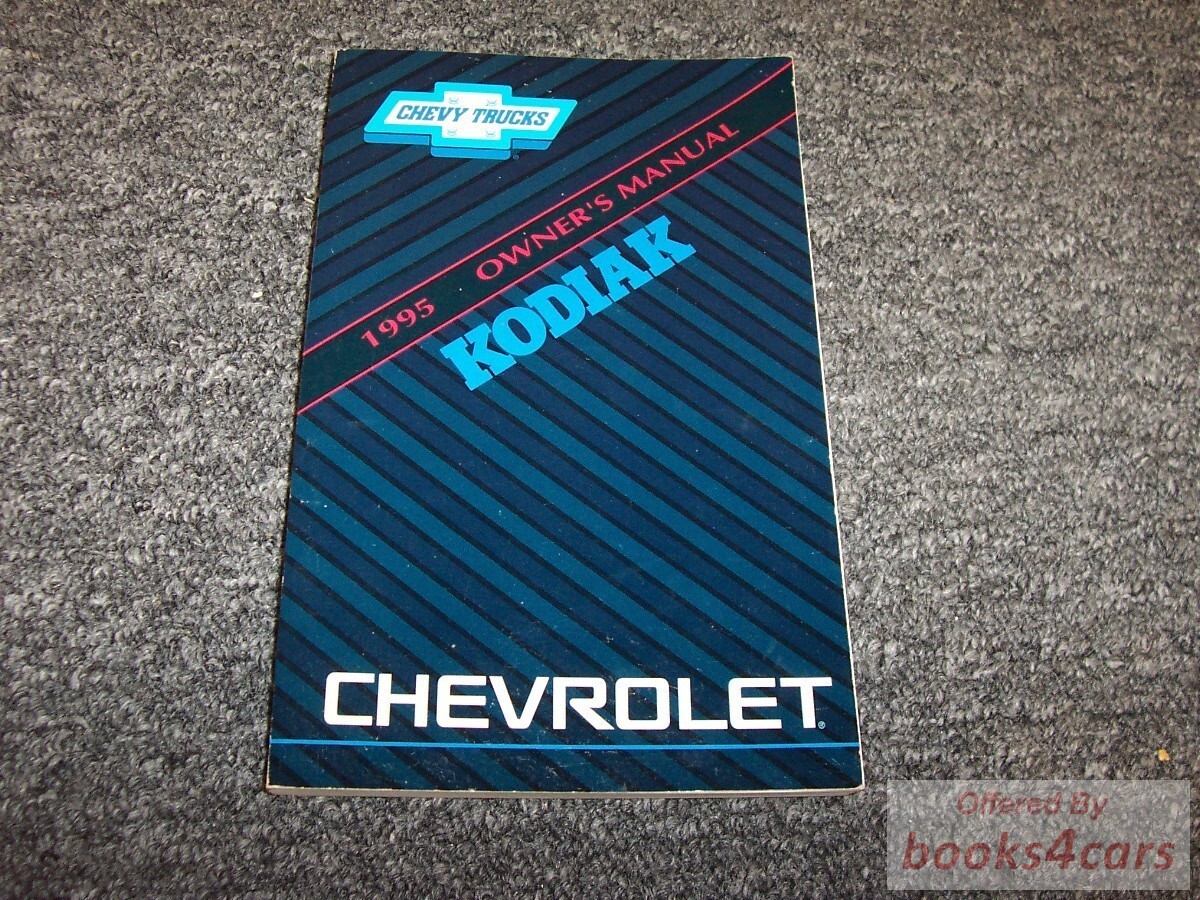 CHEVY TRUCKS
1995 OWNER'S MANUAL
KODIAK
CHEVROLET®
Offered By
books4cars